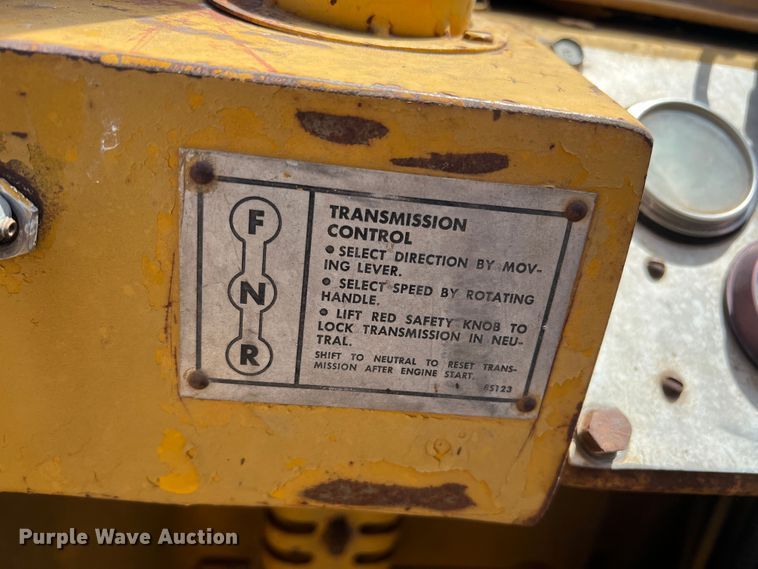 F
N
R
TRANSMISSION
CONTROL
● SELECT DIRECTION BY MOV-
ING LEVER.
● SELECT SPEED BY ROTATING
HANDLE.
● LIFT RED SAFETY KNOB TO
LOCK TRANSMISSION IN NEU-
TRAL.
SHIFT TO NEUTRAL TO RESET TRANS-
MISSION AFTER ENGINE START.
85123
Purple Wave Auction